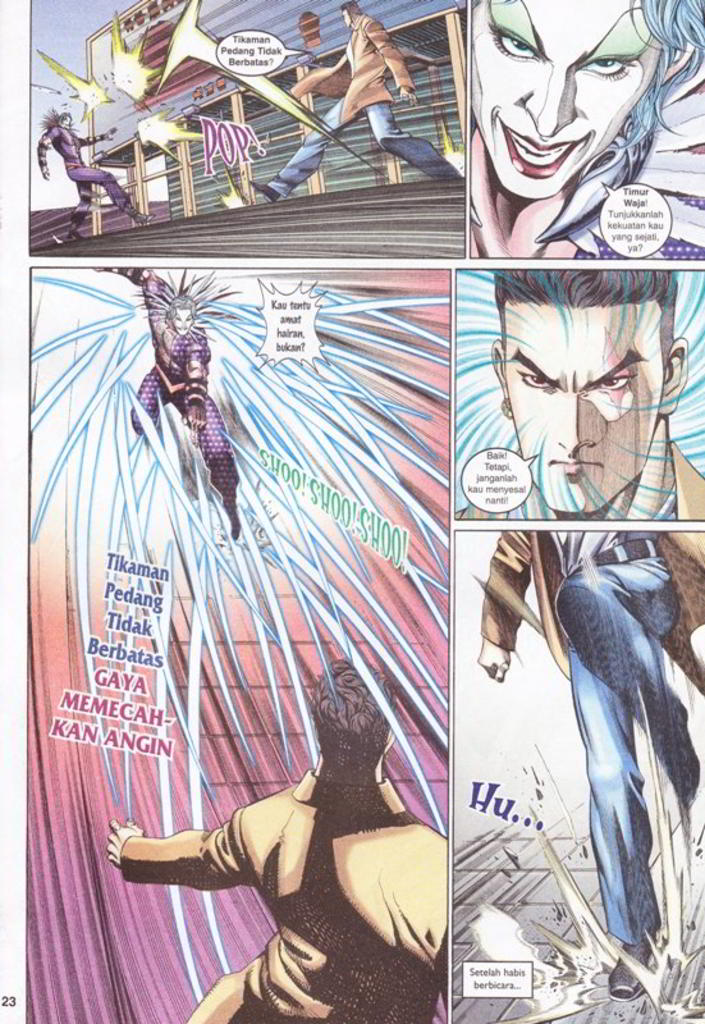 Tikaman
Pedang Tidak
Berbatas?
POP!
Timur
Waja!
Tunjukkanlah
kekuatan kau
yang sejati,
ya?
Kau tentu
amat
hairan,
bukan?
SHOO! SHOO!-SHOO!
Tikaman
Pedang
Tidak
Berbatas
GAYA
MEMECAH-
KAN ANGIN
Baik!
Tetapi,
janganlah
kau menyesal
nanti!
Hu...
Setelah habis
berbicara...
23